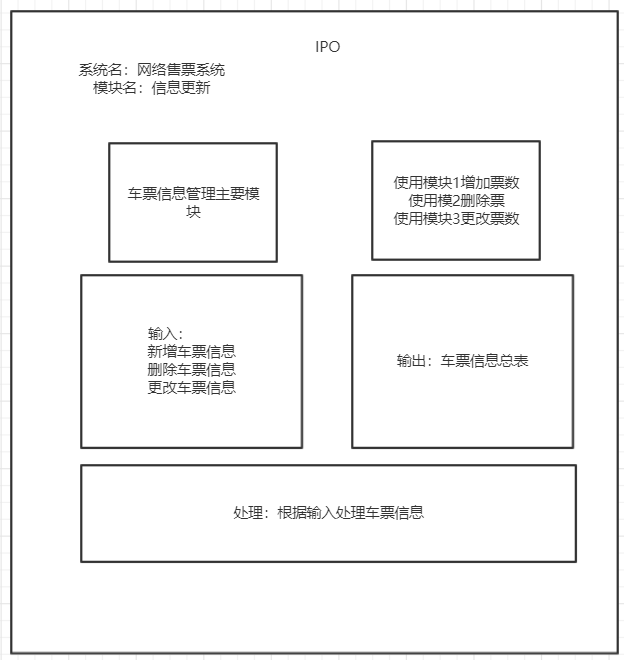 IPO
系统名：网络售票系统
模块名：信息更新
车票信息管理主要模
块
使用模块1增加票数
使用模2删除票
使用模块3更改票数
输入：
新增车票信息
删除车票信息
更改车票信息
输出：车票信息总表
处理：根据输入处理车票信息